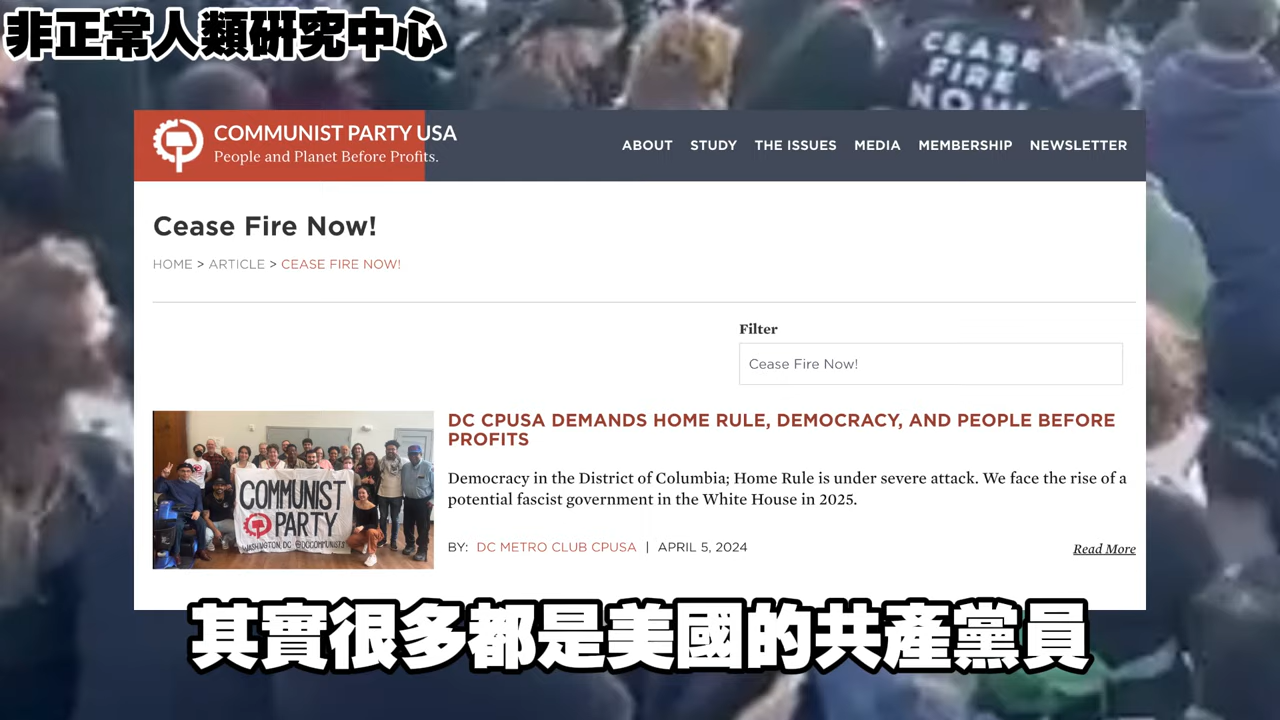 非正常人類研究中心
CEASE
FIRE
NOW!
COMMUNIST PARTY USA
People and Planet Before Profits.
ABOUT STUDY THE ISSUES MEDIA MEMBERSHIP NEWSLETTER
Cease Fire Now!
HOME > ARTICLE > CEASE FIRE NOW!
Filter
Cease Fire Now!
COMMUNIST
PARTY
WASHINGTON, DC @DCCOMMUNISTS
DC CPUSA DEMANDS HOME RULE, DEMOCRACY, AND PEOPLE BEFORE
PROFITS
Democracy in the District of Columbia; Home Rule is under severe attack. We face the rise of a
potential fascist government in the White House in 2025.
BY: DC METRO CLUB CPUSA | APRIL 5, 2024
Read More
其實很多都是美國的共產黨員